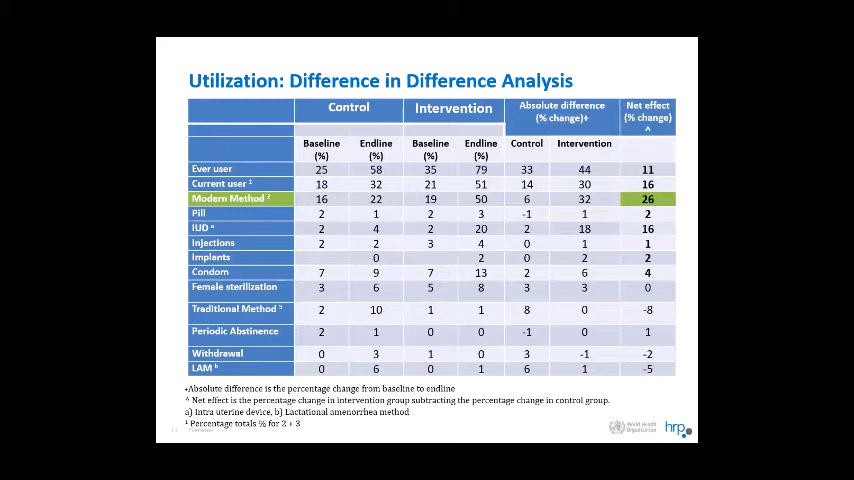 Utilization: Difference in Difference Analysis
Control Intervention Absolute difference (% change)+ Net effect (% change) ^
Baseline (%) Endline (%) Baseline (%) Endline (%) Control Intervention
Ever user 25 58 35 79 33 44 11
Current user ¹ 18 32 21 51 14 30 16
Modern Method ² 16 22 19 50 6 32 26
Pill 2 1 2 3 -1 1 2
IUD ᵃ 2 4 2 20 2 18 16
Injections 2 2 3 4 0 1 1
Implants 0 2 0 2 2
Condom 7 9 7 13 2 6 4
Female sterilization 3 6 5 8 3 3 0
Traditional Method ³ 2 10 1 1 8 0 -8
Periodic Abstinence 2 1 0 0 -1 0 1
Withdrawal 0 3 1 0 3 -1 -2
LAM ᵇ 0 6 0 1 6 1 -5
+Absolute difference is the percentage change from baseline to endline
^ Net effect is the percentage change in intervention group subtracting the percentage change in control group.
a) Intra uterine device, b) Lactational amenorrhea method
¹ Percentage totals % for 2 + 3
World Health
Organization
hrp